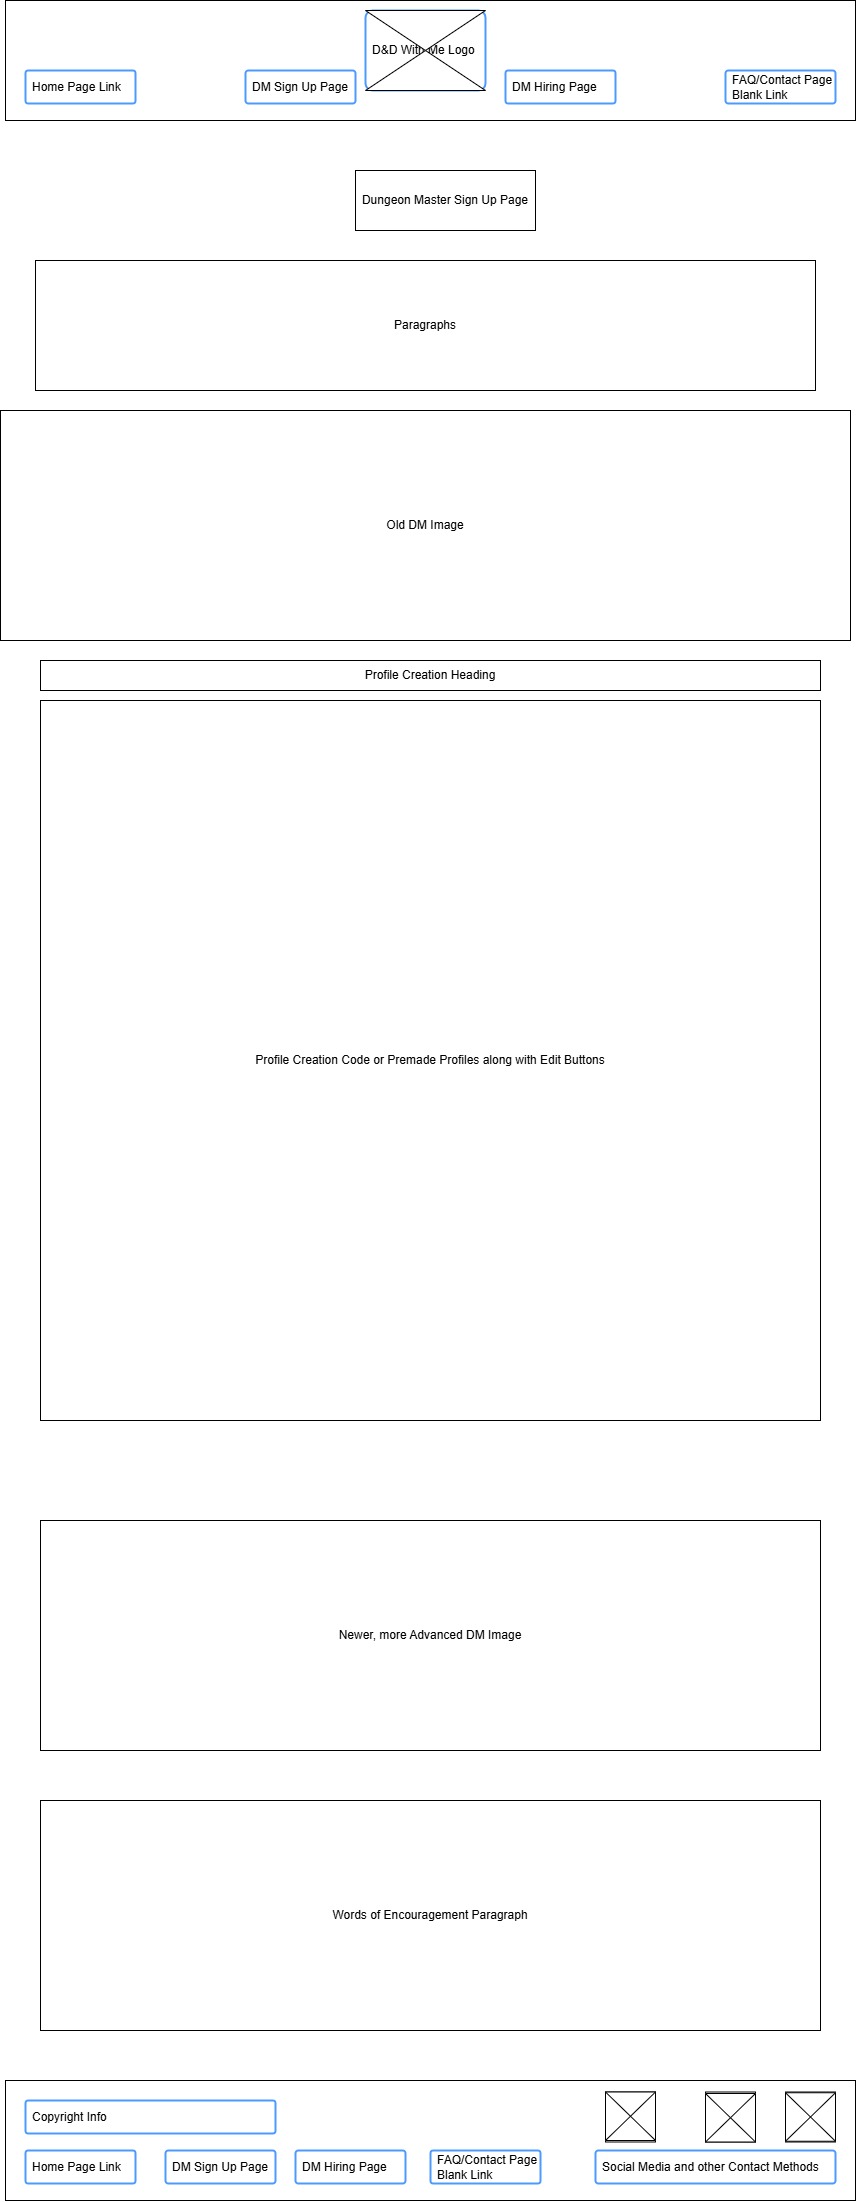 D&D With Me Logo
Home Page Link
DM Sign Up Page
DM Hiring Page
FAQ/Contact Page
Blank Link
Dungeon Master Sign Up Page
Paragraphs
Old DM Image
Profile Creation Heading
Profile Creation Code or Premade Profiles along with Edit Buttons
Newer, more Advanced DM Image
Words of Encouragement Paragraph
Copyright Info
Home Page Link
DM Sign Up Page
DM Hiring Page
FAQ/Contact Page
Blank Link
Social Media and other Contact Methods